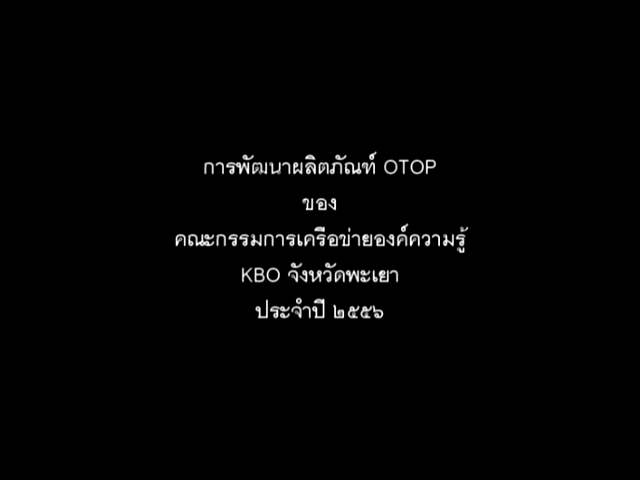 การพัฒนาผลิตภัณฑ์ OTOP
ของ
คณะกรรมการเครือข่ายองค์ความรู้
KBO จังหวัดพะเยา
ประจำปี ๒๕๕๖